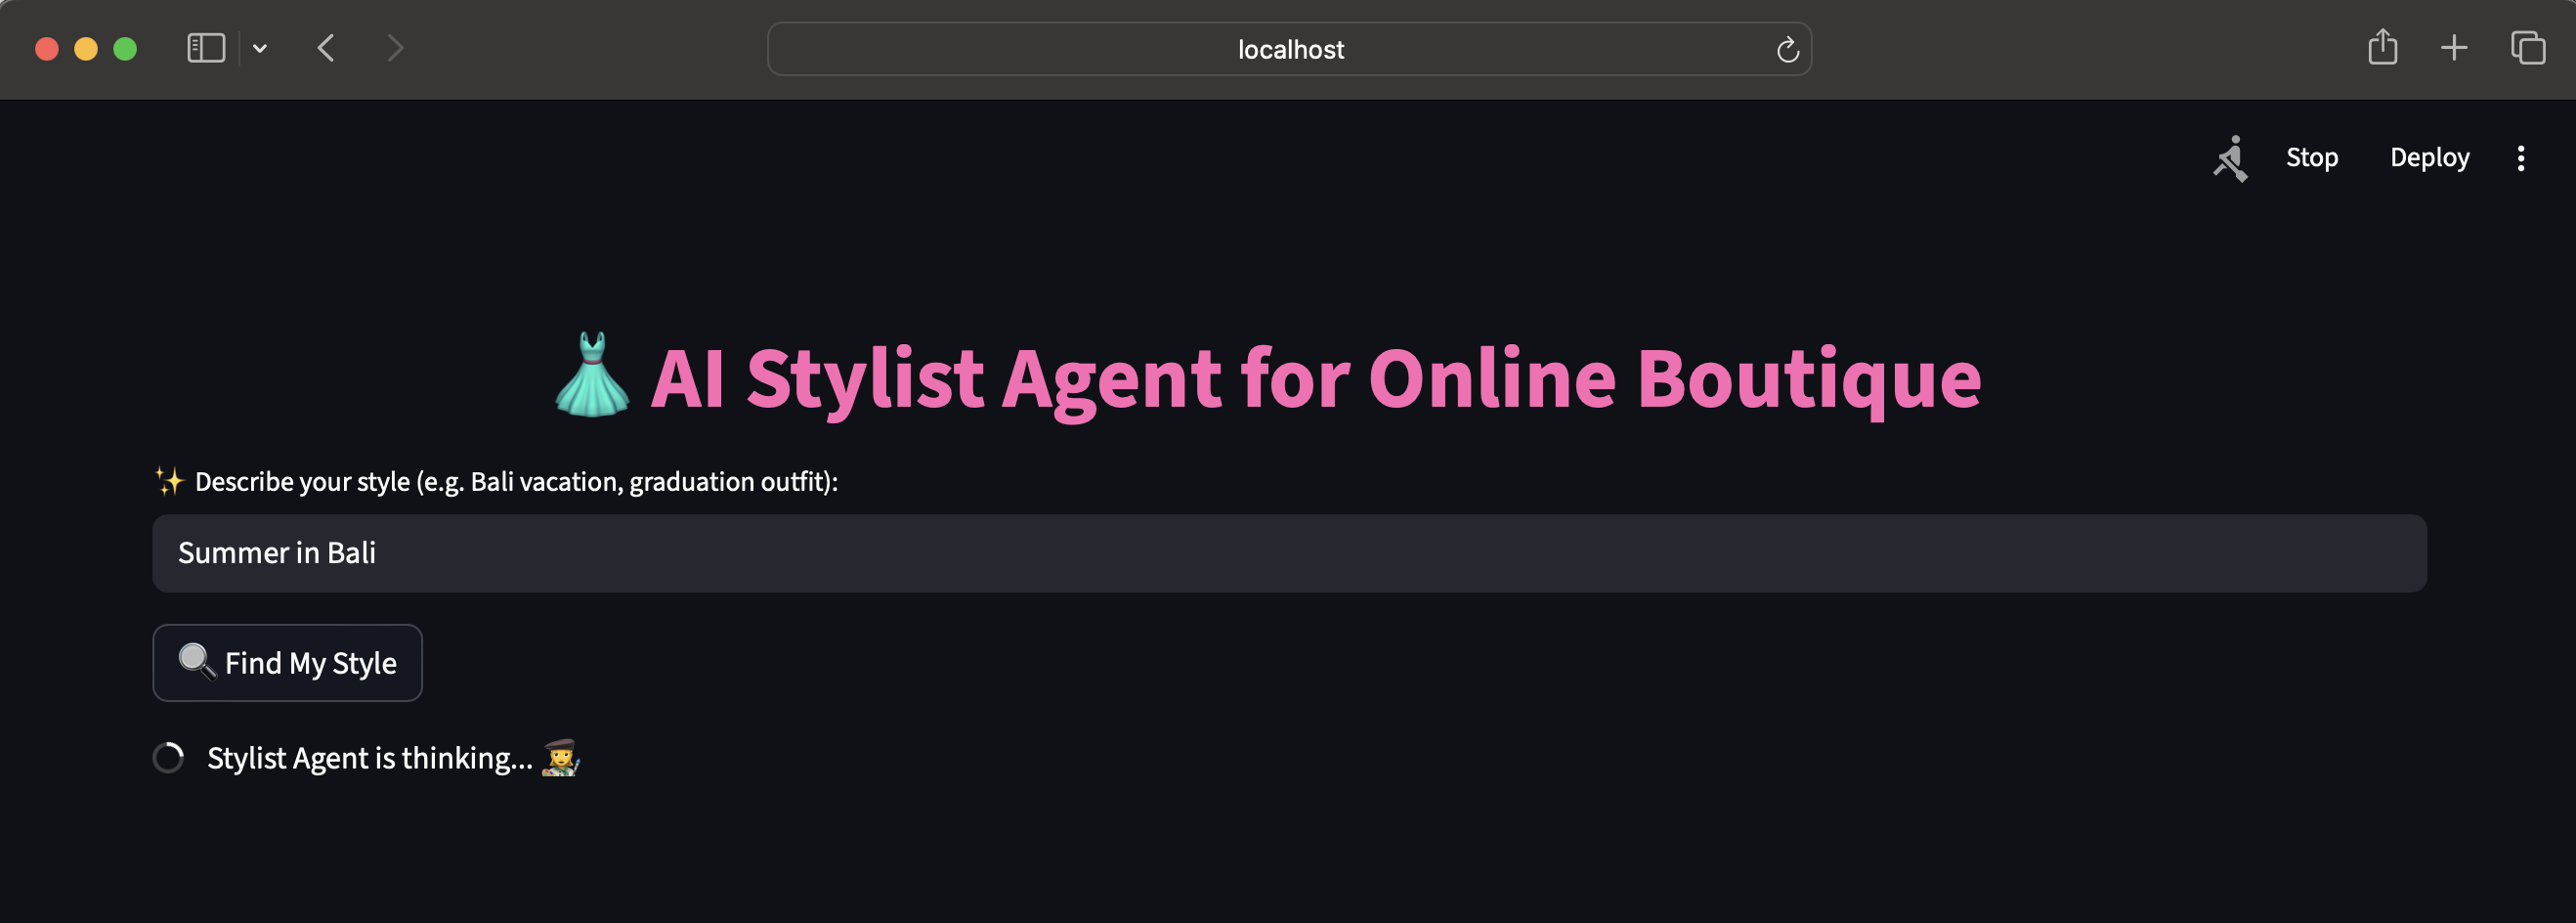 localhost
Stop Deploy
AI Stylist Agent for Online Boutique
✨ Describe your style (e.g. Bali vacation, graduation outfit):
Summer in Bali
🔍 Find My Style
Stylist Agent is thinking... 👩‍🎨